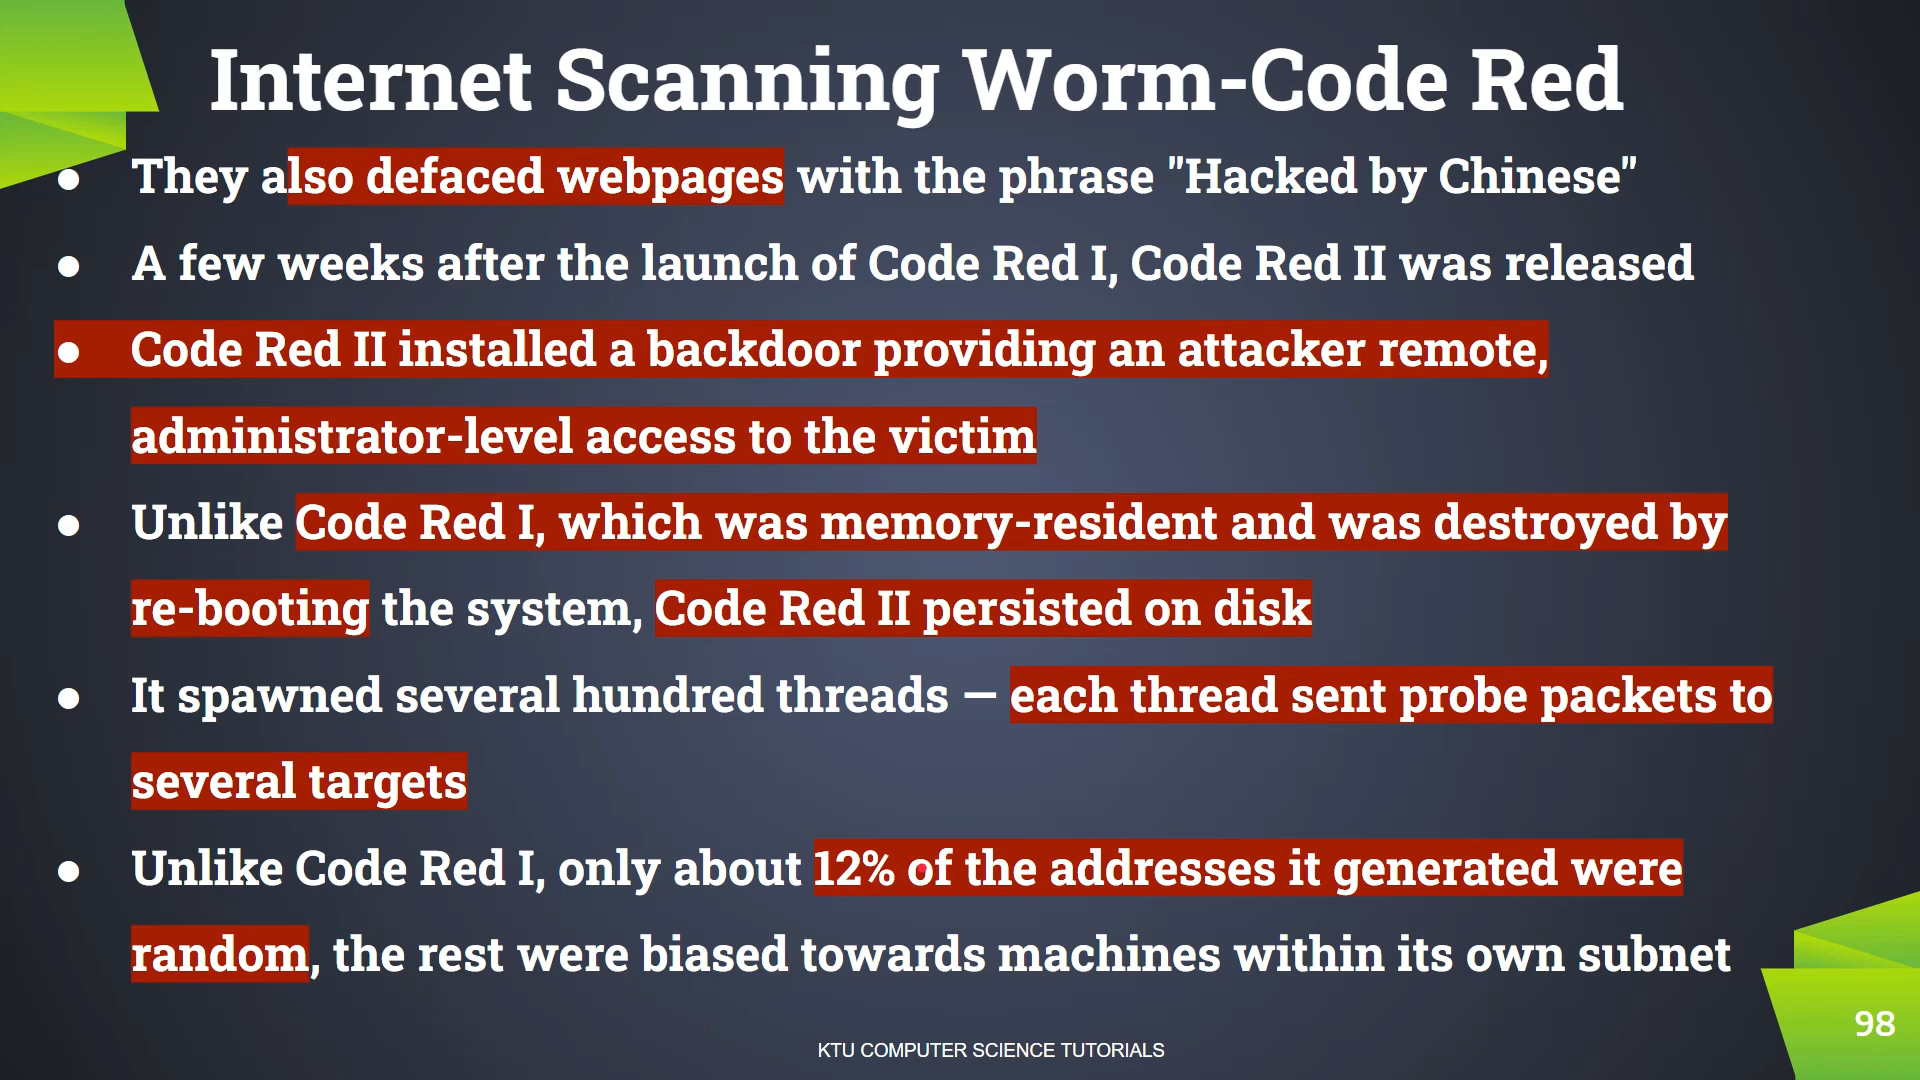 Internet Scanning Worm-Code Red
● They also defaced webpages with the phrase "Hacked by Chinese"
● A few weeks after the launch of Code Red I, Code Red II was released
● Code Red II installed a backdoor providing an attacker remote,
administrator-level access to the victim
● Unlike Code Red I, which was memory-resident and was destroyed by
re-booting the system, Code Red II persisted on disk
● It spawned several hundred threads — each thread sent probe packets to
several targets
● Unlike Code Red I, only about 12% of the addresses it generated were
random, the rest were biased towards machines within its own subnet
98
KTU COMPUTER SCIENCE TUTORIALS